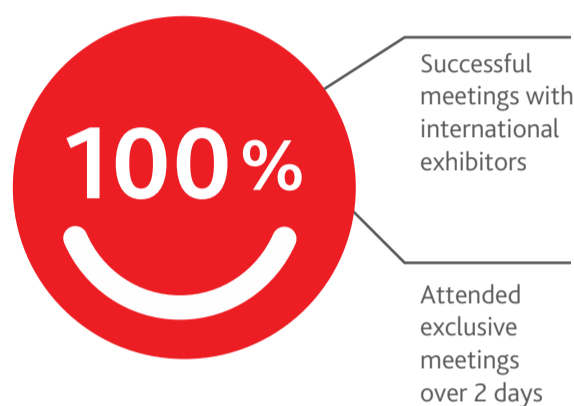 100%
Successful
meetings with
international
exhibitors
Attended
exclusive
meetings
over 2 days